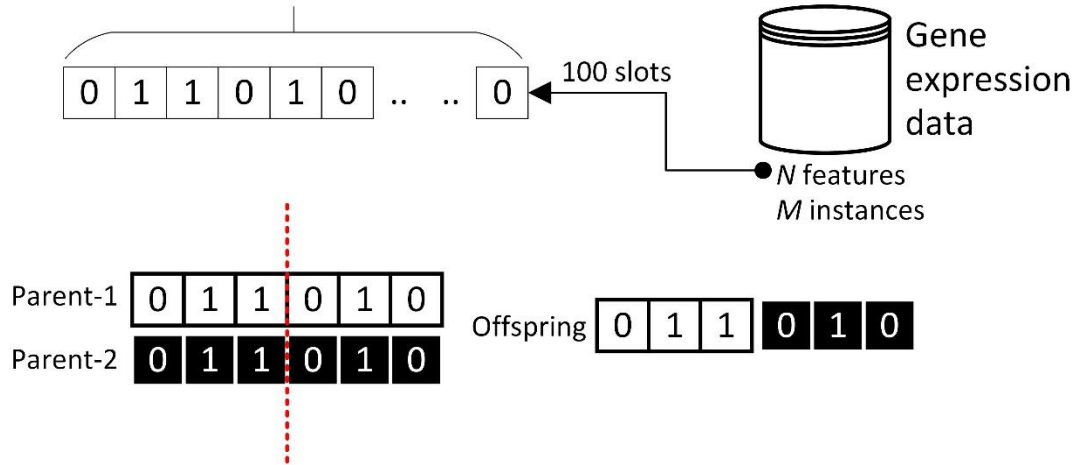 0 1 1 0 1 0 .. .. 0
100 slots
Gene
expression
data
N features
M instances
Parent-1 0 1 1 0 1 0
Parent-2 0 1 1 0 1 0
Offspring 0 1 1 0 1 0